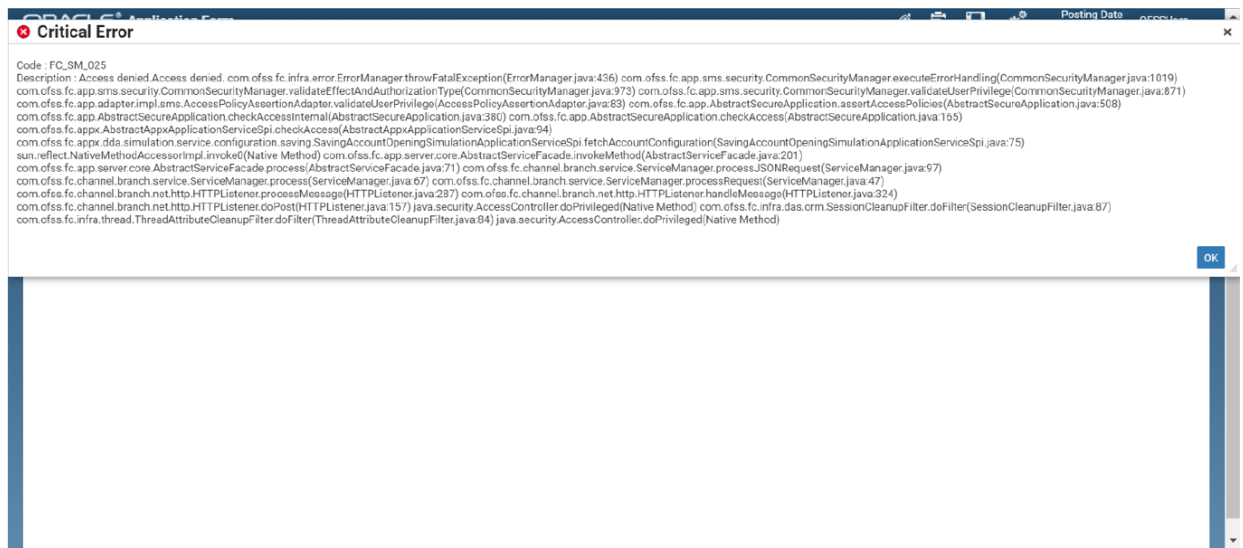 ORACLE® Application Form Posting Date OFSSUser
Critical Error ×
Code : FC_SM_025
Description : Access denied.Access denied. com.ofss.fc.infra.error.ErrorManager.throwFatalException(ErrorManager.java:436) com.ofss.fc.app.sms.security.CommonSecurityManager.executeErrorHandling(CommonSecurityManager.java:1019)
com.ofss.fc.app.sms.security.CommonSecurityManager.validateEffectAndAuthorizationType(CommonSecurityManager.java:973) com.ofss.fc.app.sms.security.CommonSecurityManager.validateUserPrivilege(CommonSecurityManager.java:871)
com.ofss.fc.app.adapter.impl.sms.AccessPolicyAssertionAdapter.validateUserPrivilege(AccessPolicyAssertionAdapter.java:83) com.ofss.fc.app.AbstractSecureApplication.assertAccessPolicies(AbstractSecureApplication.java:508)
com.ofss.fc.app.AbstractSecureApplication.checkAccessInternal(AbstractSecureApplication.java:380) com.ofss.fc.app.AbstractSecureApplication.checkAccess(AbstractSecureApplication.java:165)
com.ofss.fc.appx.AbstractAppxApplicationServiceSpi.checkAccess(AbstractAppxApplicationServiceSpi.java:94)
com.ofss.fc.appx.dda.simulation.service.configuration.saving.SavingAccountOpeningSimulationApplicationServiceSpi.fetchAccountConfiguration(SavingAccountOpeningSimulationApplicationServiceSpi.java:75)
sun.reflect.NativeMethodAccessorImpl.invoke0(Native Method) com.ofss.fc.app.server.core.AbstractServiceFacade.invokeMethod(AbstractServiceFacade.java:201)
com.ofss.fc.app.server.core.AbstractServiceFacade.process(AbstractServiceFacade.java:71) com.ofss.fc.channel.branch.service.ServiceManager.processJSONRequest(ServiceManager.java:97)
com.ofss.fc.channel.branch.service.ServiceManager.process(ServiceManager.java:67) com.ofss.fc.channel.branch.service.ServiceManager.processRequest(ServiceManager.java:47)
com.ofss.fc.channel.branch.net.http.HTTPListener.processMessage(HTTPListener.java:287) com.ofss.fc.channel.branch.net.http.HTTPListener.handleMessage(HTTPListener.java:324)
com.ofss.fc.channel.branch.net.http.HTTPListener.doPost(HTTPListener.java:157) java.security.AccessController.doPrivileged(Native Method) com.ofss.fc.infra.das.orm.SessionCleanupFilter.doFilter(SessionCleanupFilter.java:87)
com.ofss.fc.infra.thread.ThreadAttributeCleanupFilter.doFilter(ThreadAttributeCleanupFilter.java:84) java.security.AccessController.doPrivileged(Native Method)
OK